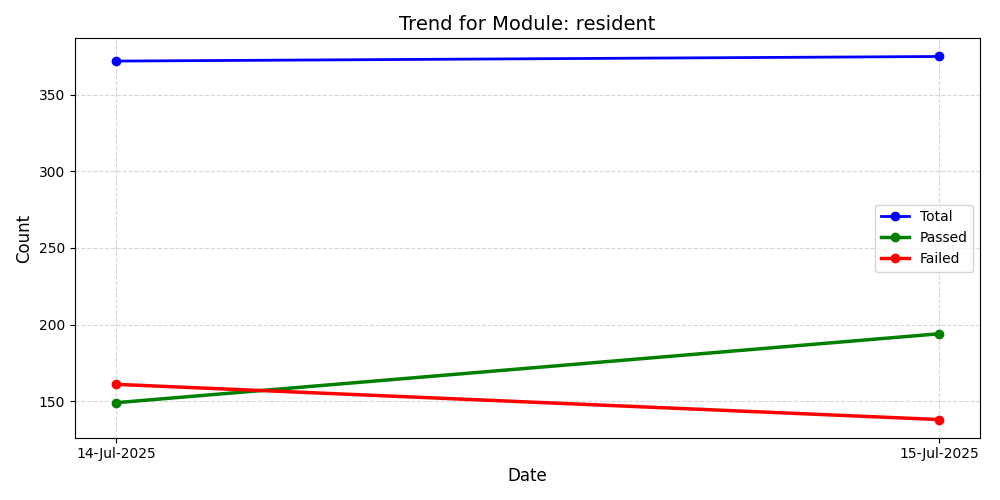 Trend for Module: resident
Count
350
300
250
200
150
Total
Passed
Failed
14-Jul-2025
15-Jul-2025
Date